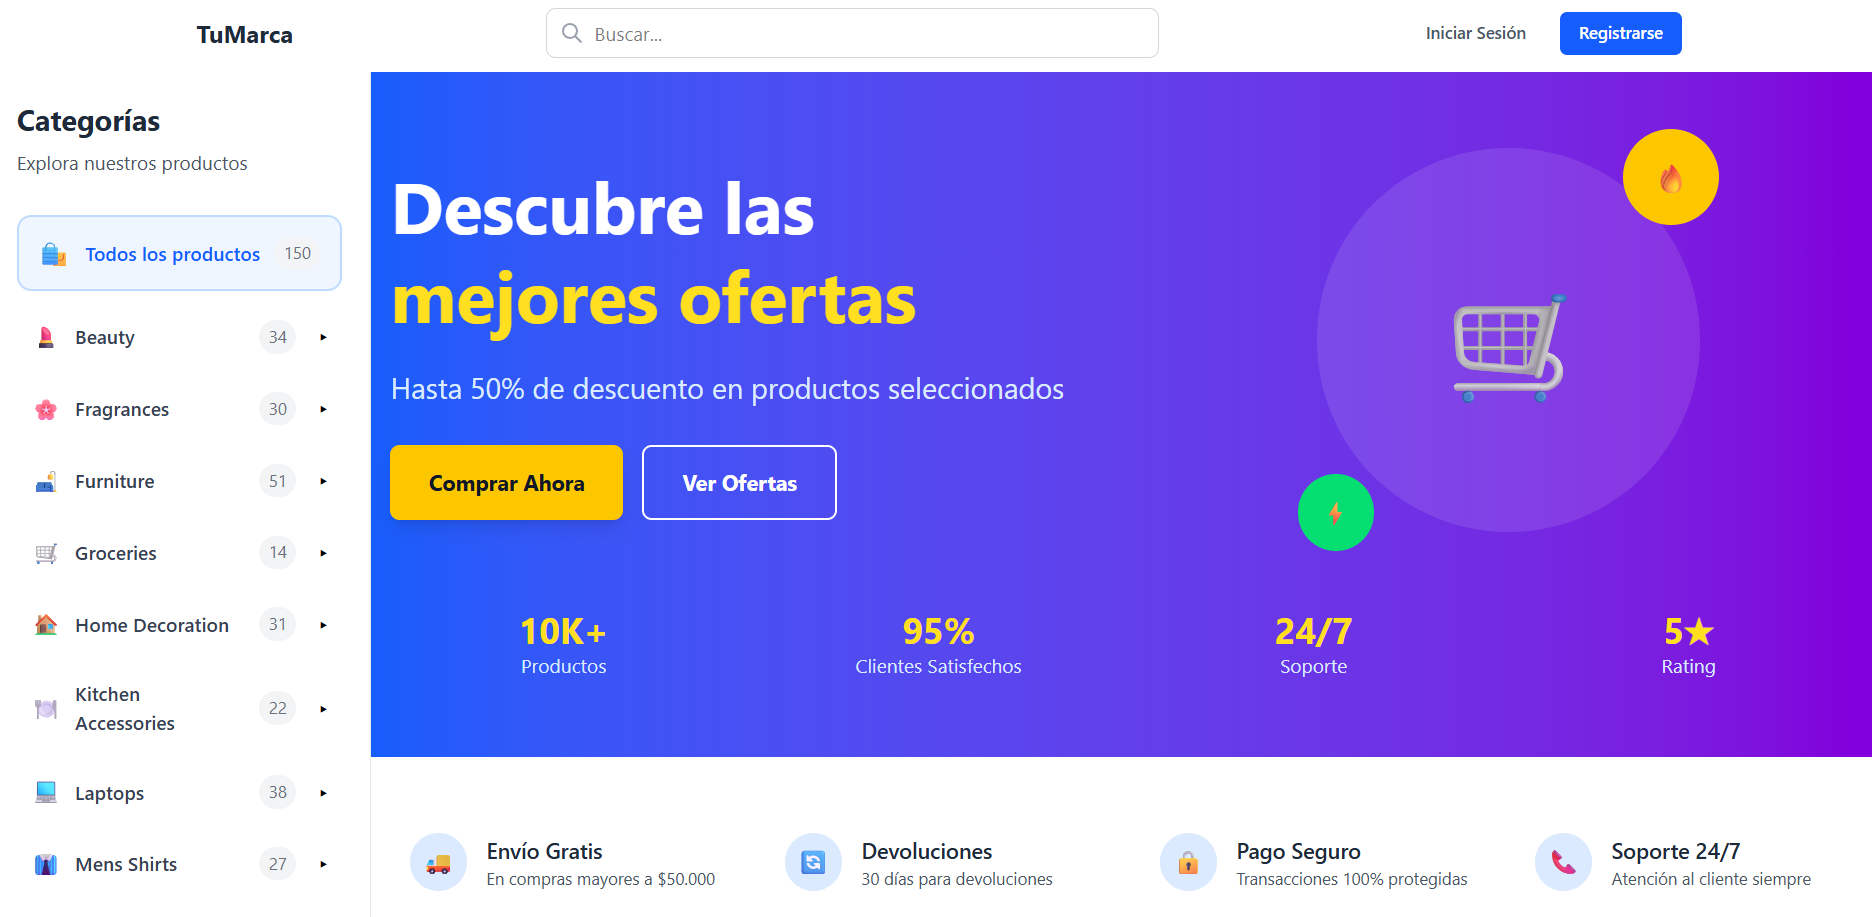 TuMarca
Buscar...
Iniciar Sesión
Registrarse
Categorías
Explora nuestros productos
Todos los productos 150
Beauty 34
Fragrances 30
Furniture 51
Groceries 14
Home Decoration 31
Kitchen
Accessories 22
Laptops 38
Mens Shirts 27
Descubre las
mejores ofertas
Hasta 50% de descuento en productos seleccionados
Comprar Ahora
Ver Ofertas
10K+
Productos
95%
Clientes Satisfechos
24/7
Soporte
5★
Rating
Envío Gratis
En compras mayores a $50.000
Devoluciones
30 días para devoluciones
Pago Seguro
Transacciones 100% protegidas
Soporte 24/7
Atención al cliente siempre